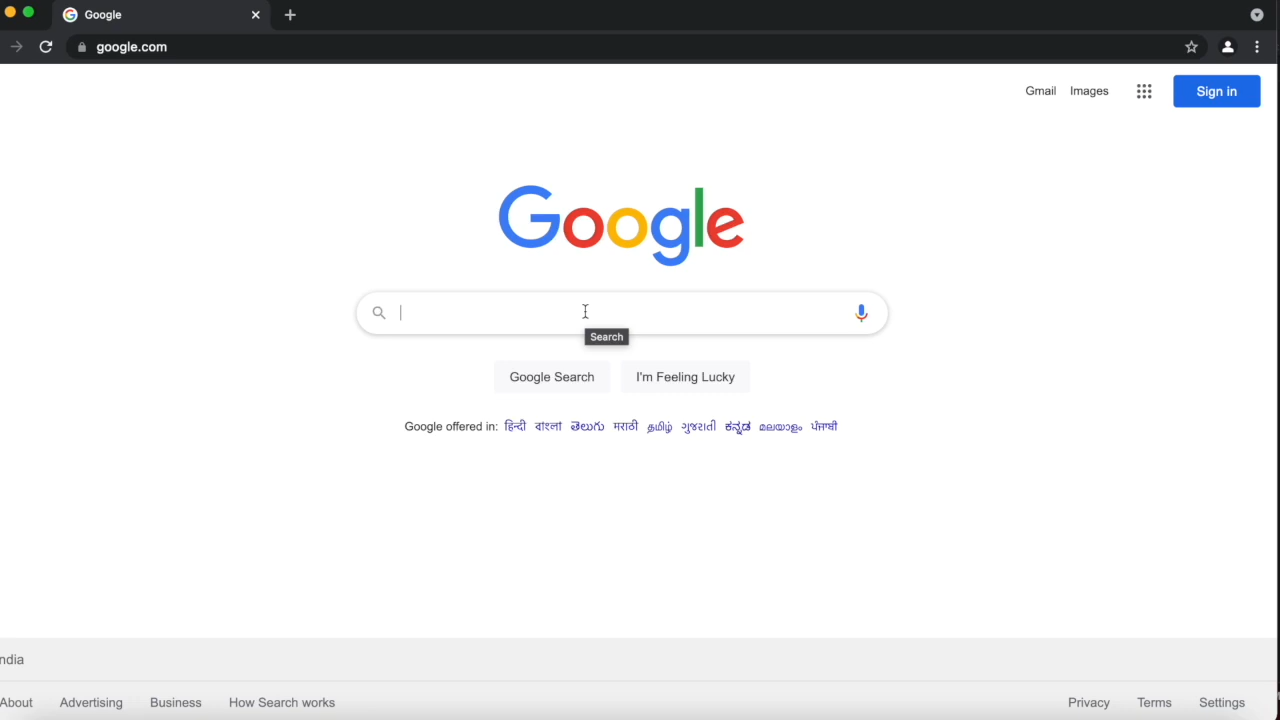 Google
google.com
Gmail Images Sign in
Google
Search
Google Search I'm Feeling Lucky
Google offered in: हिन्दी বাংলা తెలుగు मराठी தமிழ் ગુજરાતી ಕನ್ನಡ മലയാളം ਪੰਜਾਬੀ
ndia
About Advertising Business How Search works Privacy Terms Settings